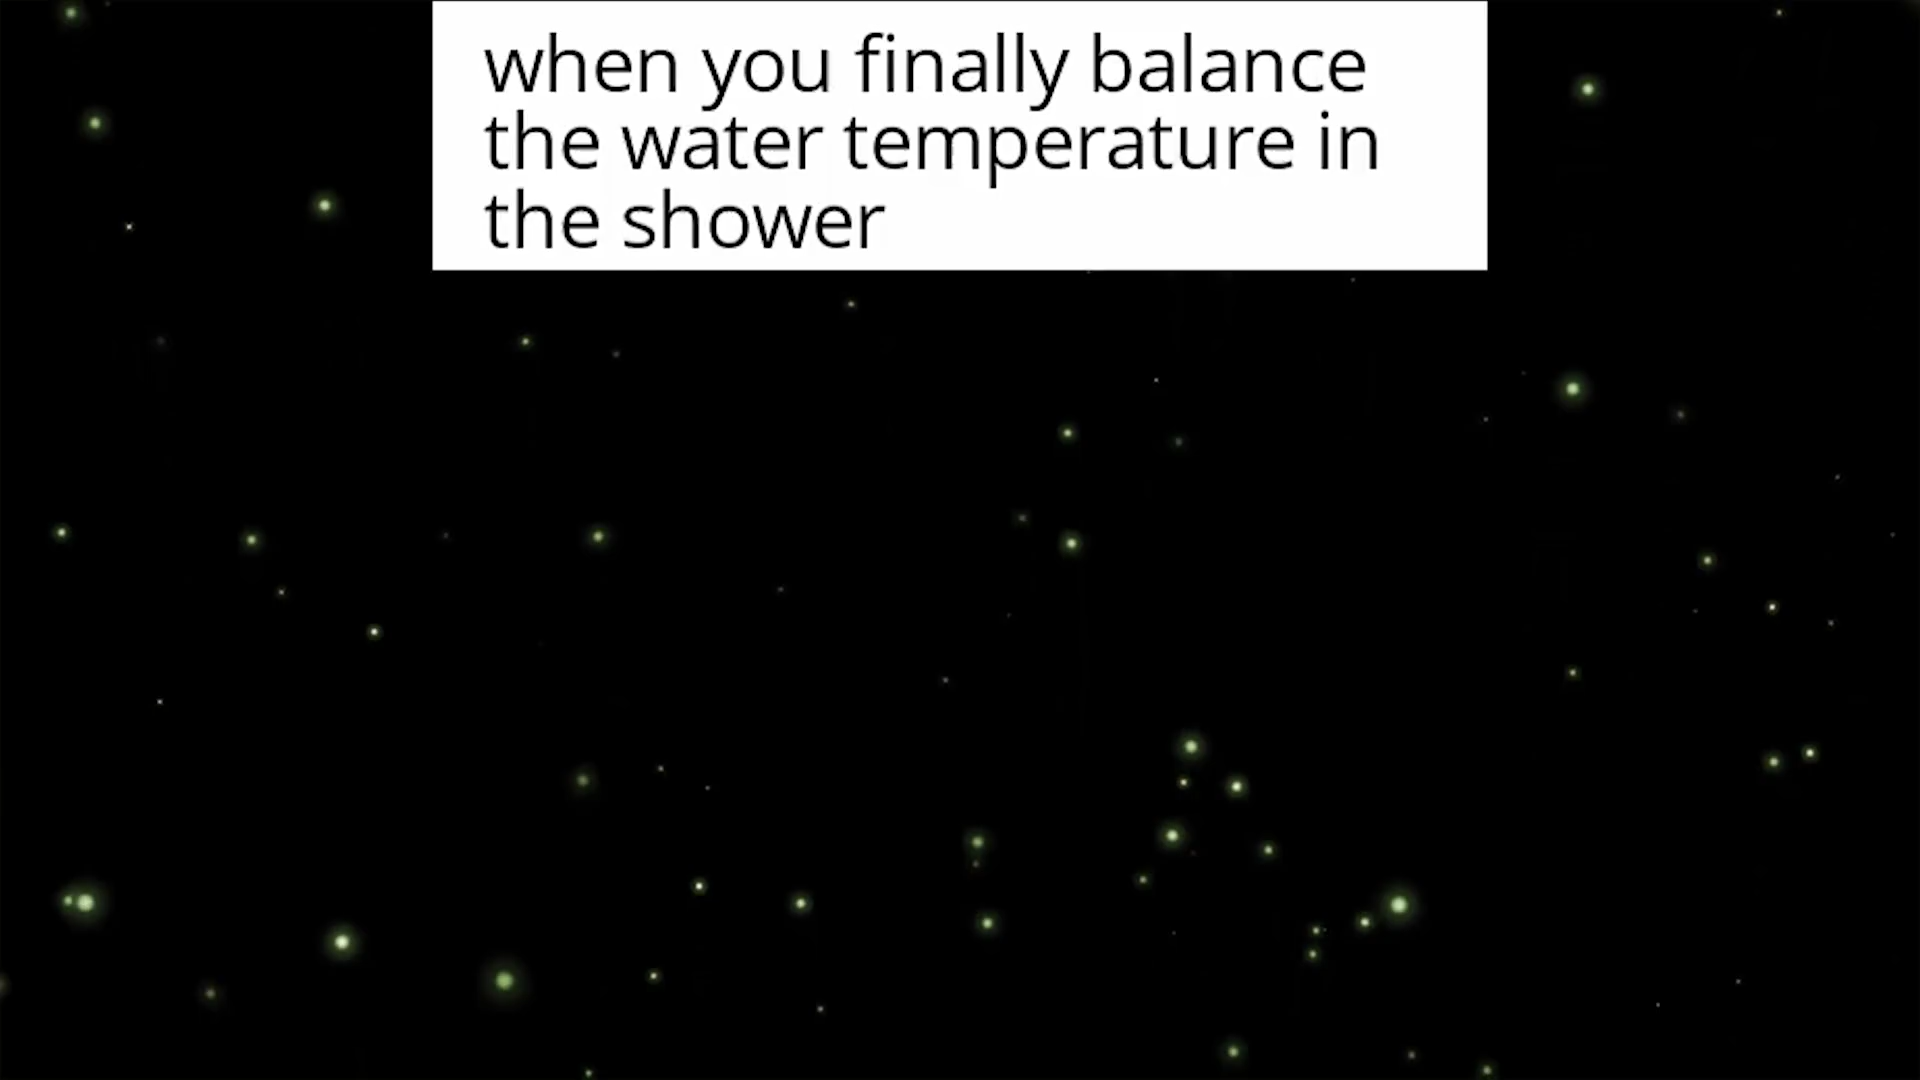 when you finally balance
the water temperature in
the shower